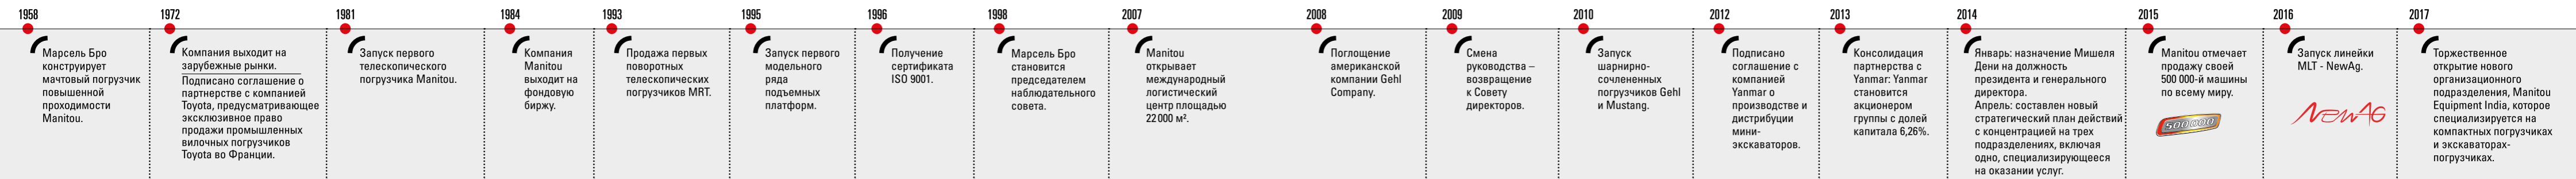 1958
Марсель Бро
конструирует
мачтовый погрузчик
повышенной
проходимости
Manitou.
1972
Компания выходит на
зарубежные рынки.
Подписано соглашение о
партнерстве с компанией
Toyota, предусматривающее
эксклюзивное право
продажи промышленных
вилочных погрузчиков
Toyota во Франции.
1981
Запуск первого
телескопического
погрузчика Manitou.
1984
Компания
Manitou
выходит на
фондовую
биржу.
1993
Продажа первых
поворотных
телескопических
погрузчиков MRT.
1995
Запуск первого
модельного
ряда
подъемных
платформ.
1996
Получение
сертификата
ISO 9001.
1998
Марсель Бро
становится
председателем
наблюдательного
совета.
2007
Manitou
открывает
международный
логистический
центр площадью
22 000 м².
2008
Поглощение
американской
компании Gehl
Company.
2009
Смена
руководства –
возвращение
к Совету
директоров.
2010
Запуск
шарнирно-
сочлененных
погрузчиков Gehl
и Mustang.
2012
Подписано
соглашение с
компанией
Yanmar о
производстве и
дистрибуции
мини-
экскаваторов.
2013
Консолидация
партнерства с
Yanmar: Yanmar
становится
акционером
группы с долей
капитала 6,26%.
2014
Январь: назначение Мишеля
Дени на должность
президента и генерального
директора.
Апрель: составлен новый
стратегический план действий
с концентрацией на трех
подразделениях, включая
одно, специализирующееся
на оказании услуг.
2015
Manitou отмечает
продажу своей
500 000-й машины
по всему миру.
500 000
2016
Запуск линейки
MLT - NewAg.
NewAG
2017
Торжественное
открытие нового
организационного
подразделения, Manitou
Equipment India, которое
специализируется на
компактных погрузчиках
и экскаваторах-
погрузчиках.